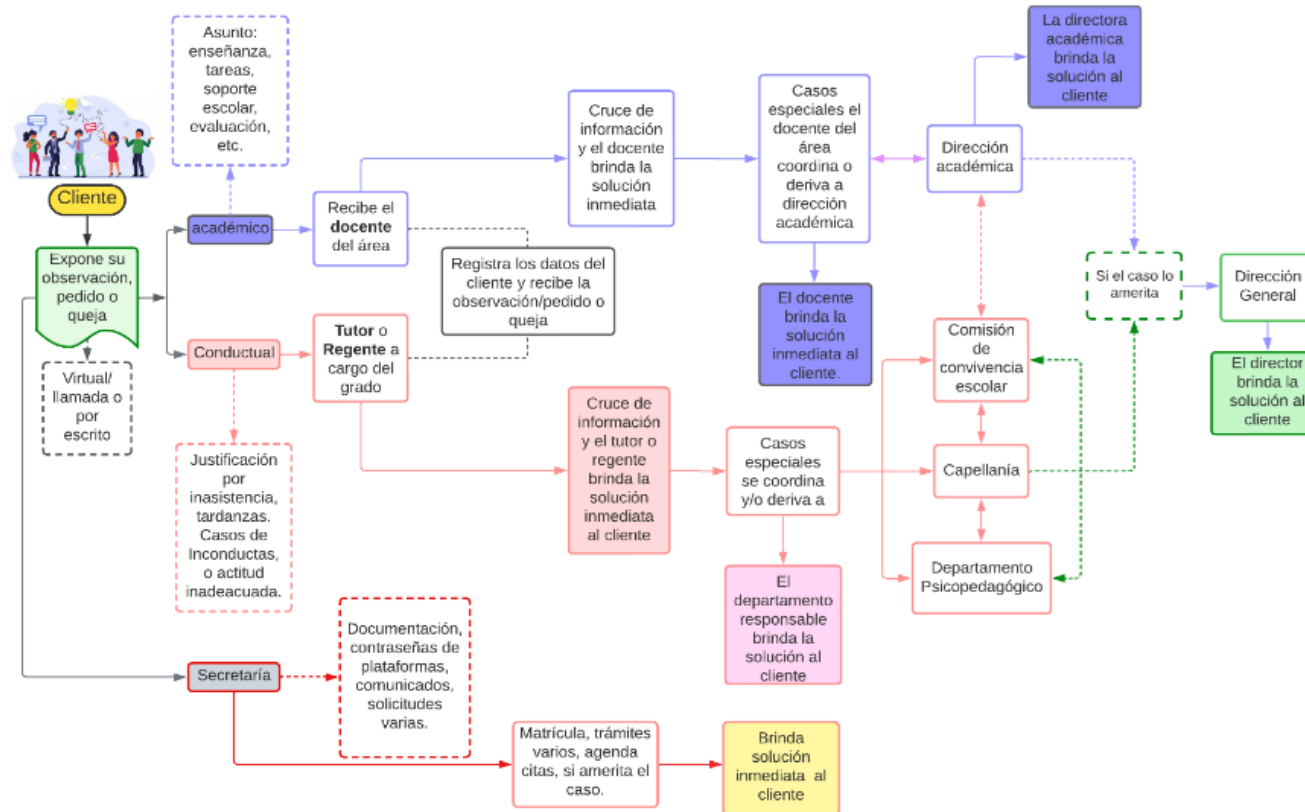 Cliente
Expone su
observación,
pedido o
queja
Virtual/
llamada o
por
escrito
Asunto:
enseñanza,
tareas,
soporte
escolar,
evaluación,
etc.
académico
Recibe el
docente
del área
Cruce de
información
y el docente
brinda la
solución
inmediata
Casos
especiales el
docente del
área
coordina o
deriva a
dirección
académica
El docente
brinda la
solución
inmediata al
cliente.
Dirección
académica
La directora
académica
brinda la
solución al
cliente
Registra los datos del
cliente y recibe la
observación/pedido o
queja
Conductual
Tutor o
Regente a
cargo del
grado
Justificación
por
inasistencia,
tardanzas.
Casos de
Inconductas,
o actitud
inadeacuada.
Cruce de
información
y el tutor o
regente
brinda la
solución
inmediata
al cliente
Casos
especiales
se coordina
y/o deriva a
El
departamento
responsable
brinda la
solución al
cliente
Comisión
de
convivencia
escolar
Capellanía
Departamento
Psicopedagógico
Si el caso lo
amerita
Dirección
General
El director
brinda la
solución al
cliente
Secretaría
Documentación,
contraseñas de
plataformas,
comunicados,
solicitudes
varias.
Matrícula, trámites
varios, agenda
citas, si amerita el
caso.
Brinda
solución
inmediata al
cliente